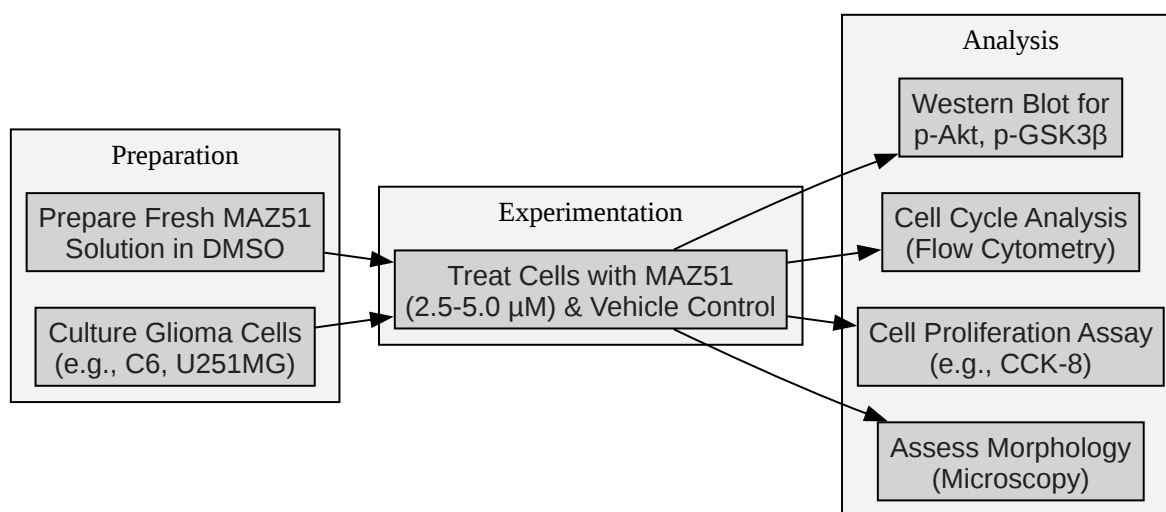 Preparation
Prepare Fresh MAZ51
Solution in DMSO
Culture Glioma Cells
(e.g., C6, U251MG)
Experimentation
Treat Cells with MAZ51
(2.5-5.0 µM) & Vehicle Control
Analysis
Western Blot for
p-Akt, p-GSK3β
Cell Cycle Analysis
(Flow Cytometry)
Cell Proliferation Assay
(e.g., CCK-8)
Assess Morphology
(Microscopy)